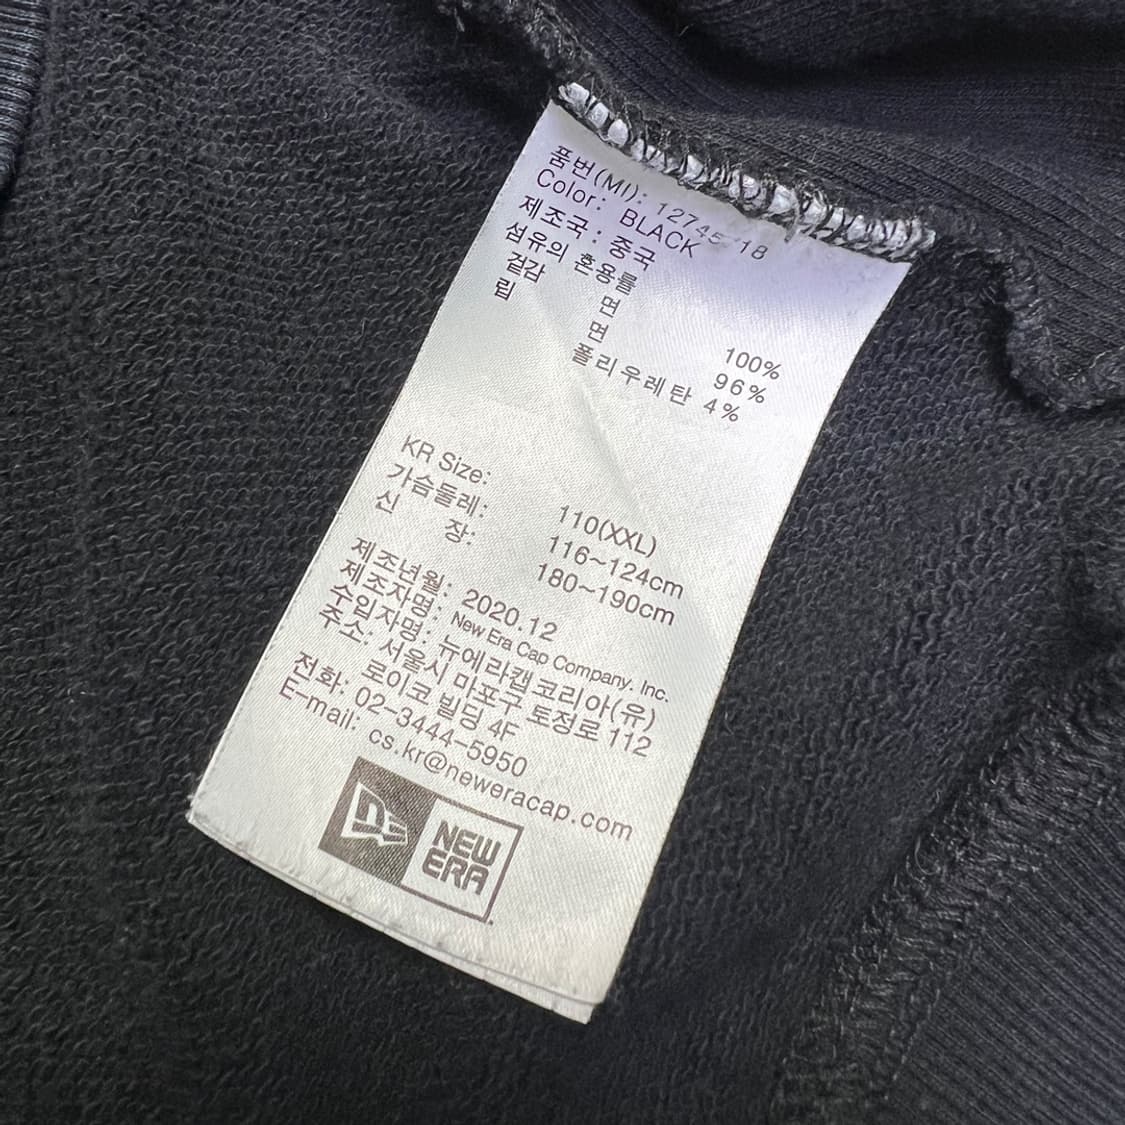 품번(MI):
Color: BLACK
제조국 : 중국
섬유의 혼용률
겉감 면 100%
립 면 96%
폴리우레탄 4%
KR Size: 110(XXL)
가슴둘레: 116~124cm
신 장: 180~190cm
제조년월: 2020.12
제조자명: New Era Cap Company. Inc.
수입자명: 뉴에라캡코리아(유)
주소: 서울시 마포구 토정로 112
로이코 빌딩 4F
전화: 02-3444-5950
E-mail: cs.kr@neweracap.com
NE
NEW
ERA